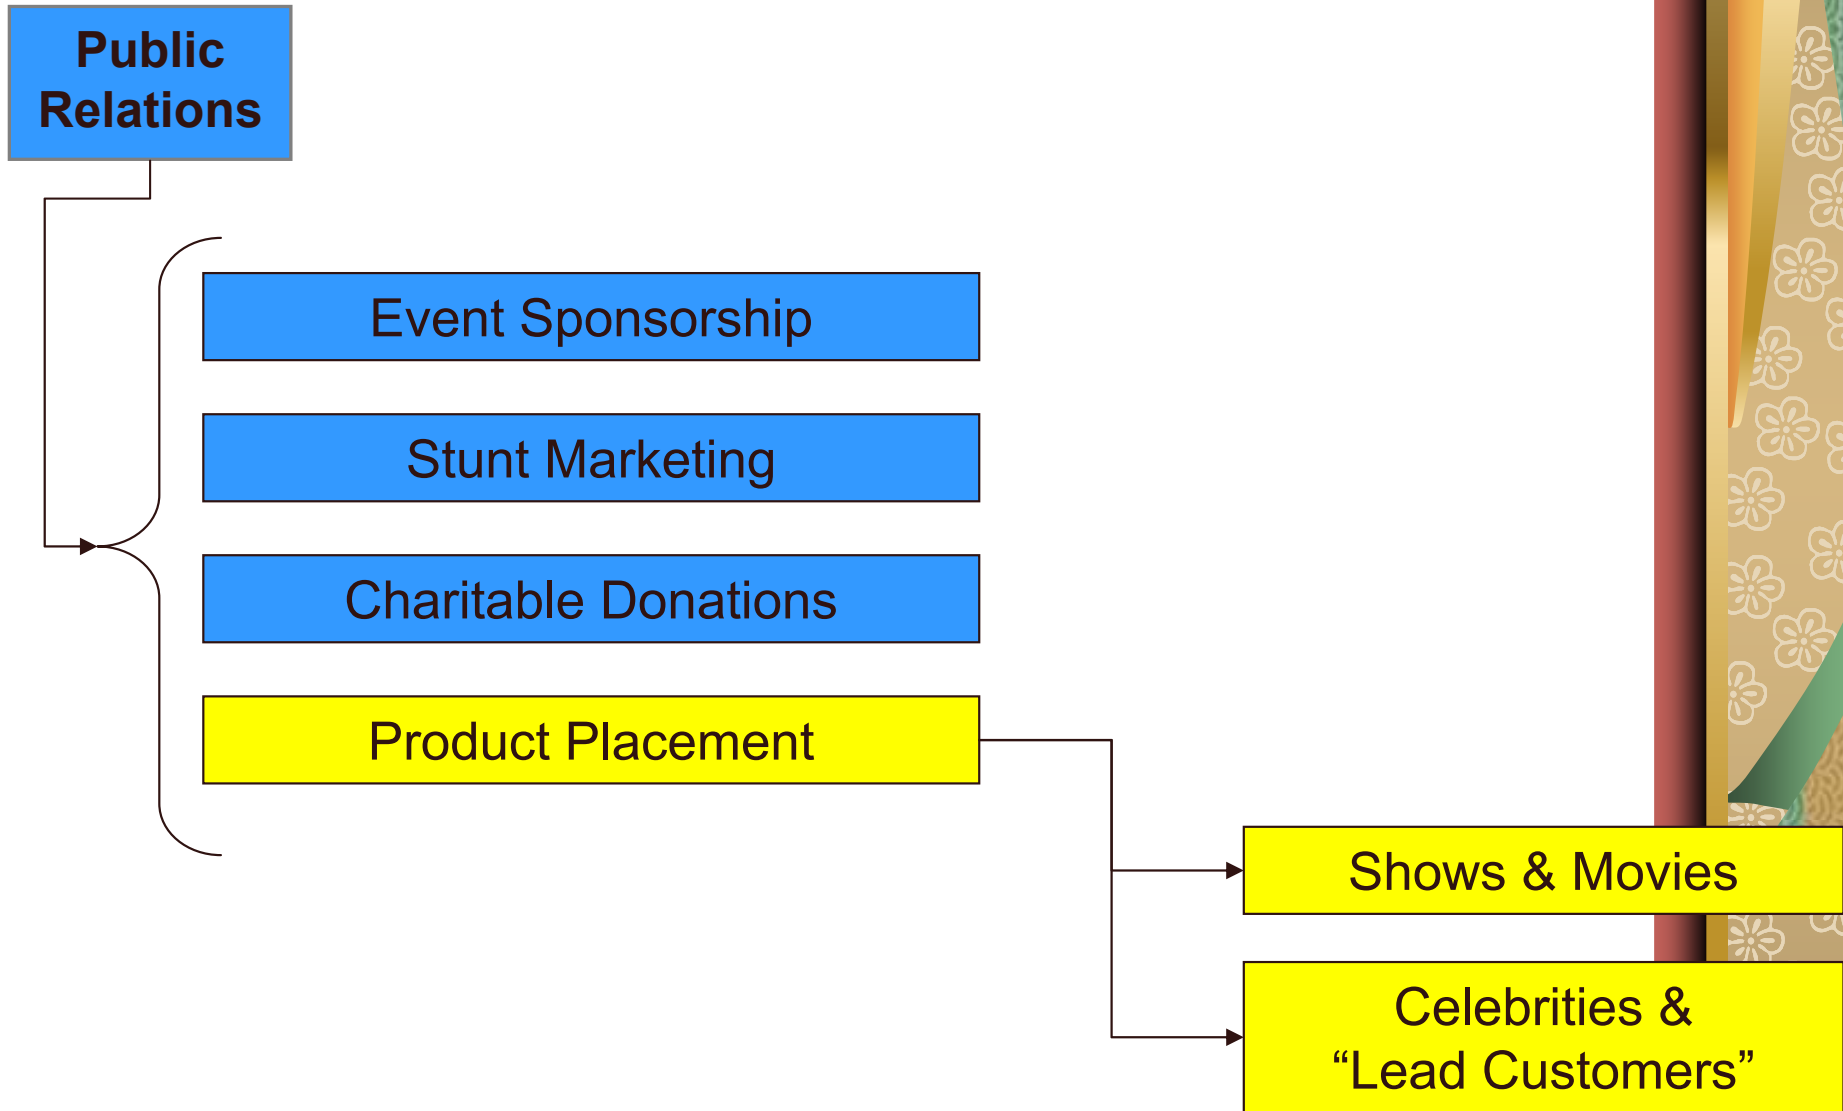 Public
Relations
Event Sponsorship
Stunt Marketing
Charitable Donations
Product Placement
Shows & Movies
Celebrities &
“Lead Customers”